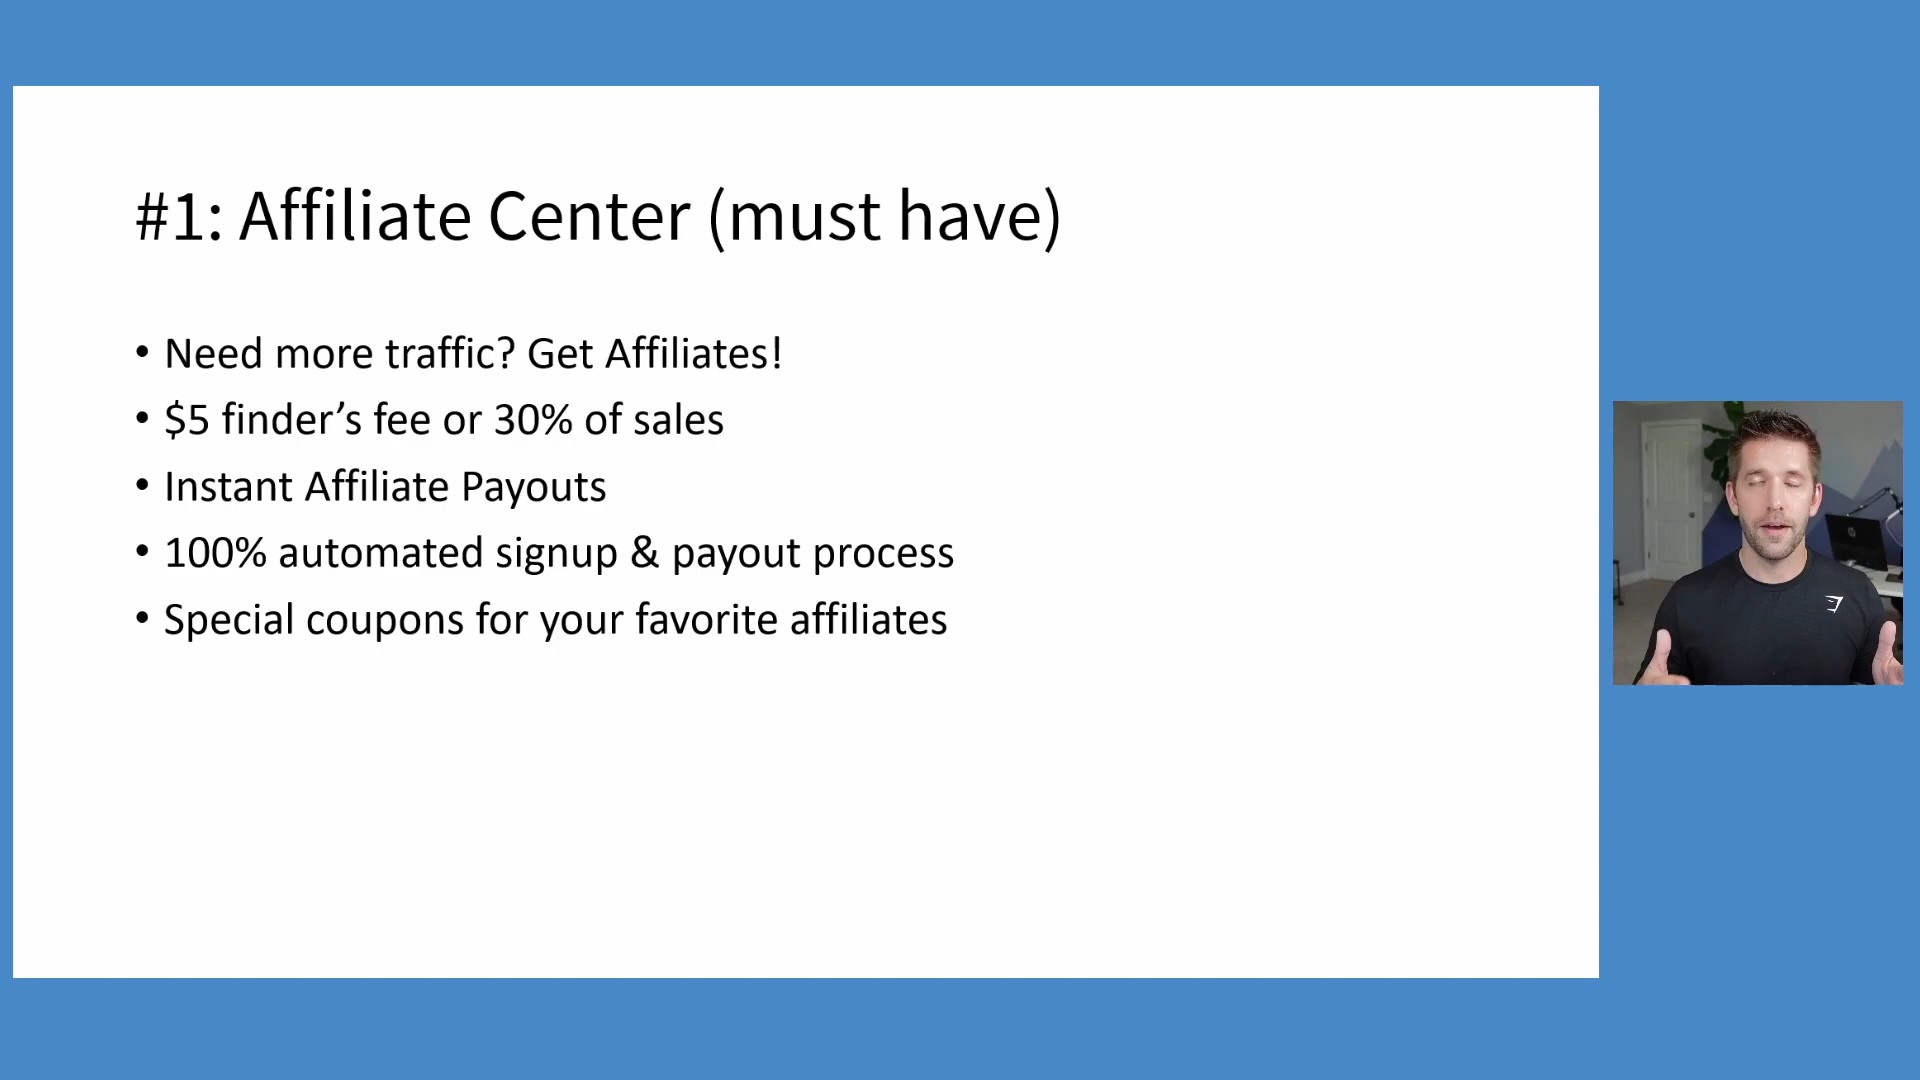 #1: Affiliate Center (must have)
• Need more traffic? Get Affiliates!
• $5 finder’s fee or 30% of sales
• Instant Affiliate Payouts
• 100% automated signup & payout process
• Special coupons for your favorite affiliates